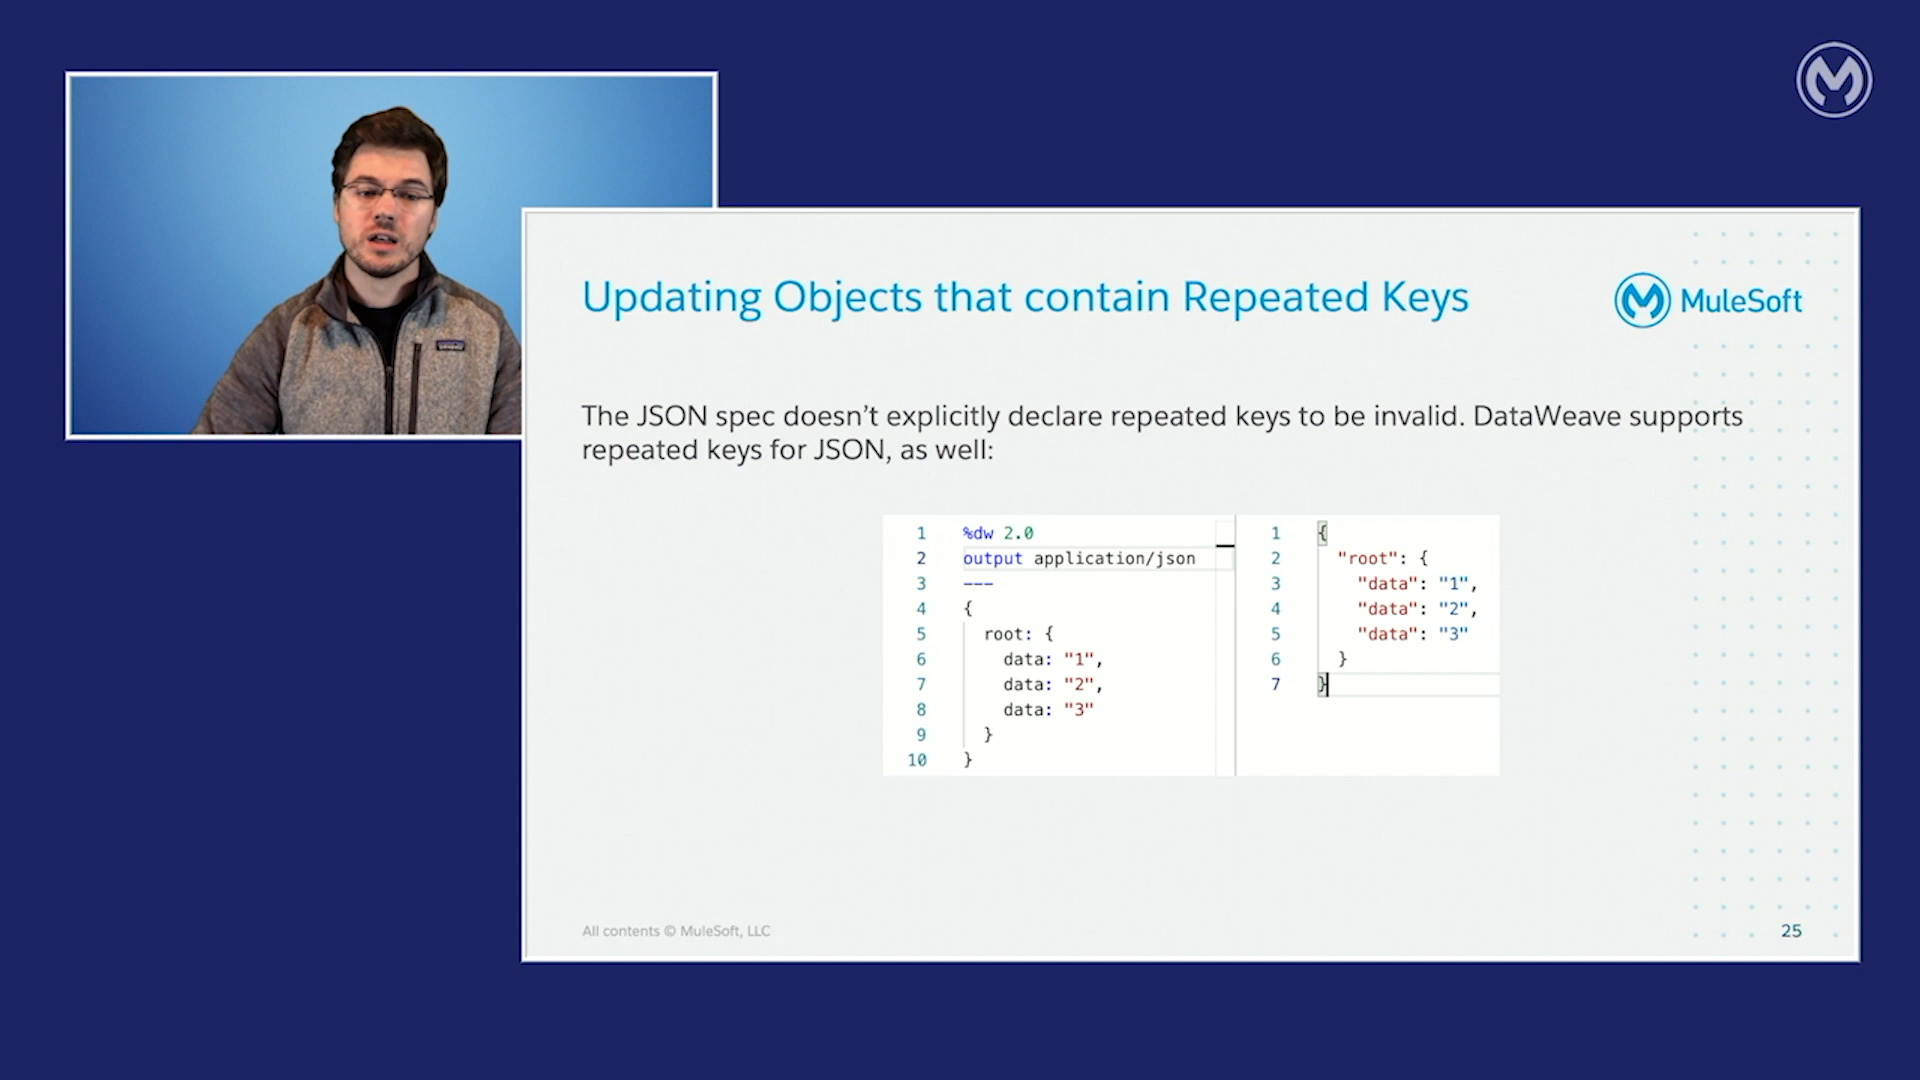 Updating Objects that contain Repeated Keys
MuleSoft
The JSON spec doesn’t explicitly declare repeated keys to be invalid. DataWeave supports
repeated keys for JSON, as well:
1 %dw 2.0
2 output application/json
3 ---
4 {
5 root: {
6 data: "1",
7 data: "2",
8 data: "3"
9 }
10 }
1 {
2 "root": {
3 "data": "1",
4 "data": "2",
5 "data": "3"
6 }
7 }
All contents © MuleSoft, LLC
25